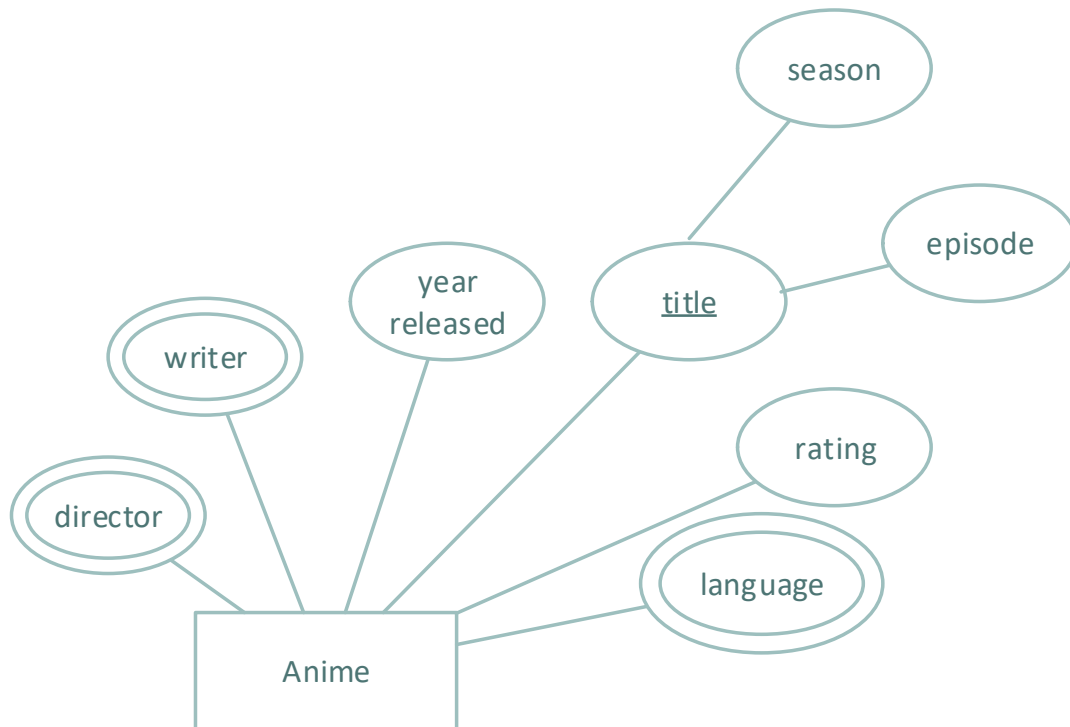 season
episode
year
released
title
writer
rating
director
language
Anime